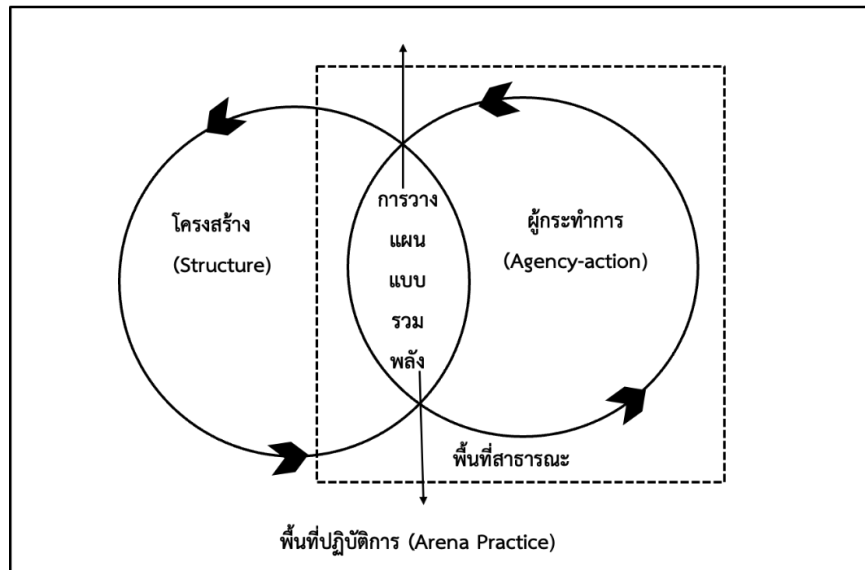 โครงสร้าง
(Structure)
การวาง
แผน
แบบ
รวม
พลัง
ผู้กระทำการ
(Agency-action)
พื้นที่สาธารณะ
พื้นที่ปฏิบัติการ (Arena Practice)